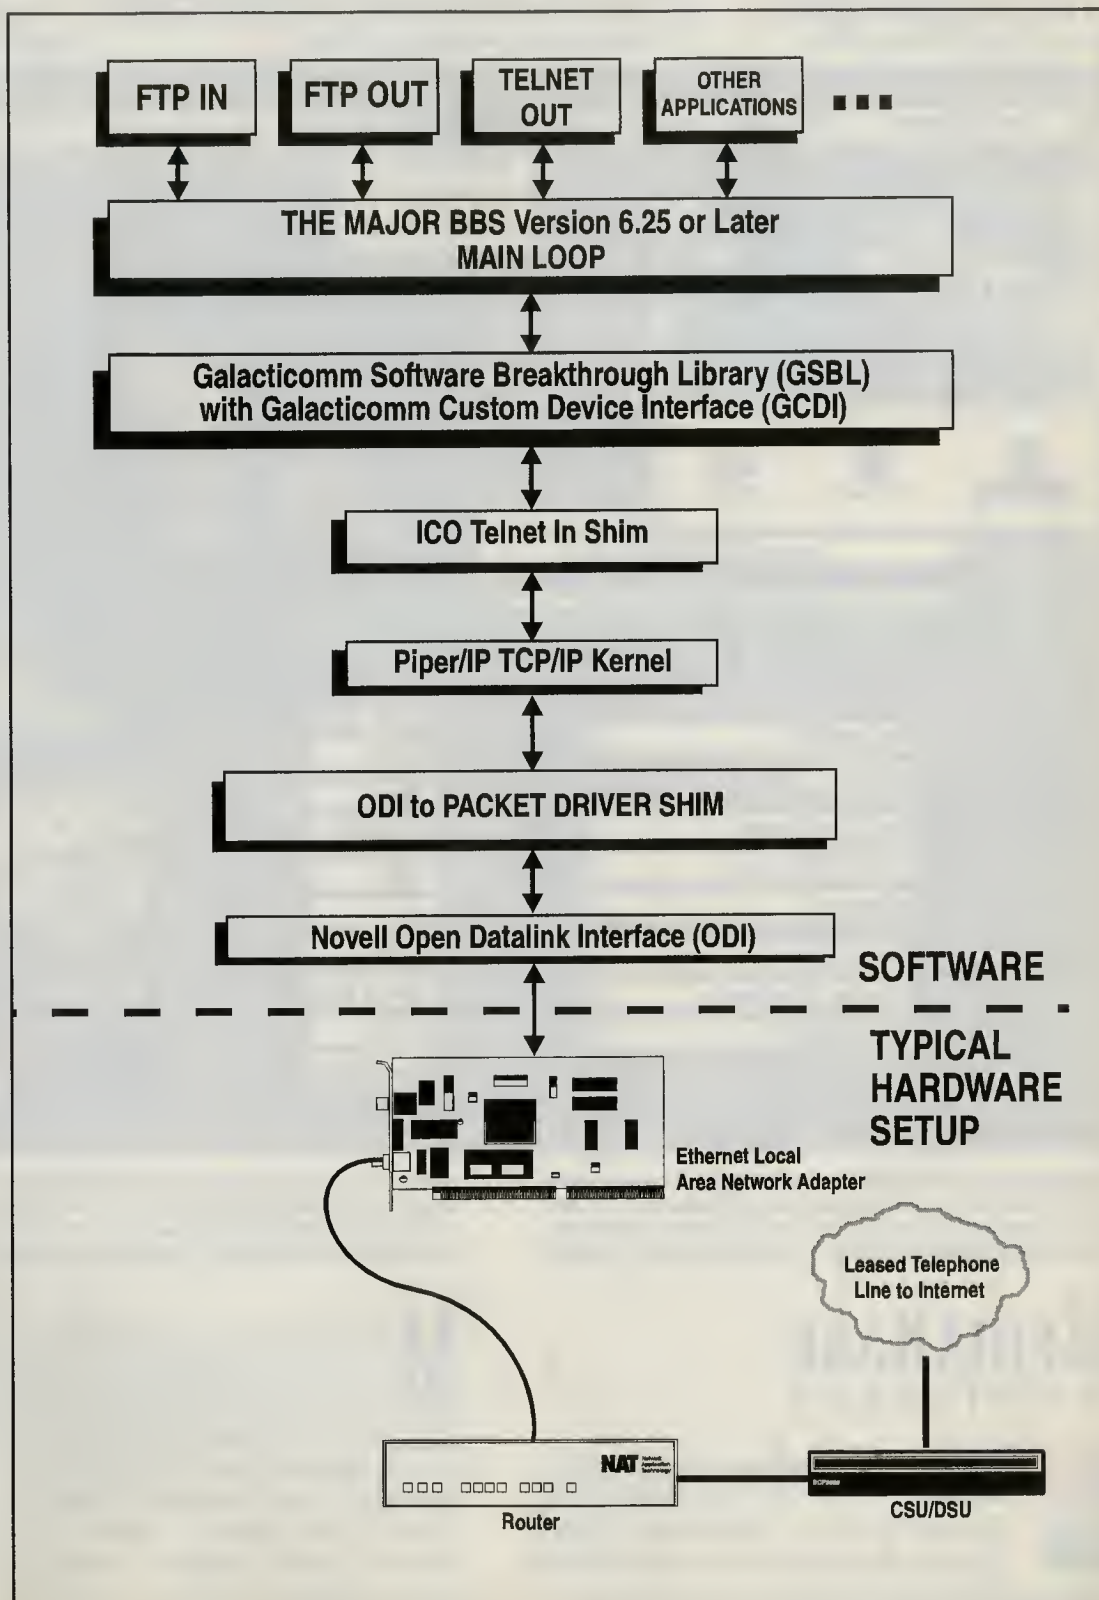 FTP IN
FTP OUT
TELNET
OUT
OTHER
APPLICATIONS
THE MAJOR BBS Version 6.25 or Later
MAIN LOOP
Galacticomm Software Breakthrough Library (GSBL)
with Galacticomm Custom Device Interface (GCDI)
ICO Telnet In Shim
Piper/IP TCP/IP Kernel
ODI to PACKET DRIVER SHIM
Novell Open Datalink Interface (ODI)
SOFTWARE
TYPICAL
HARDWARE
SETUP
Ethernet Local
Area Network Adapter
Leased Telephone
Line to Internet
NAT
Network
Application
Technology
Router
CSU/DSU